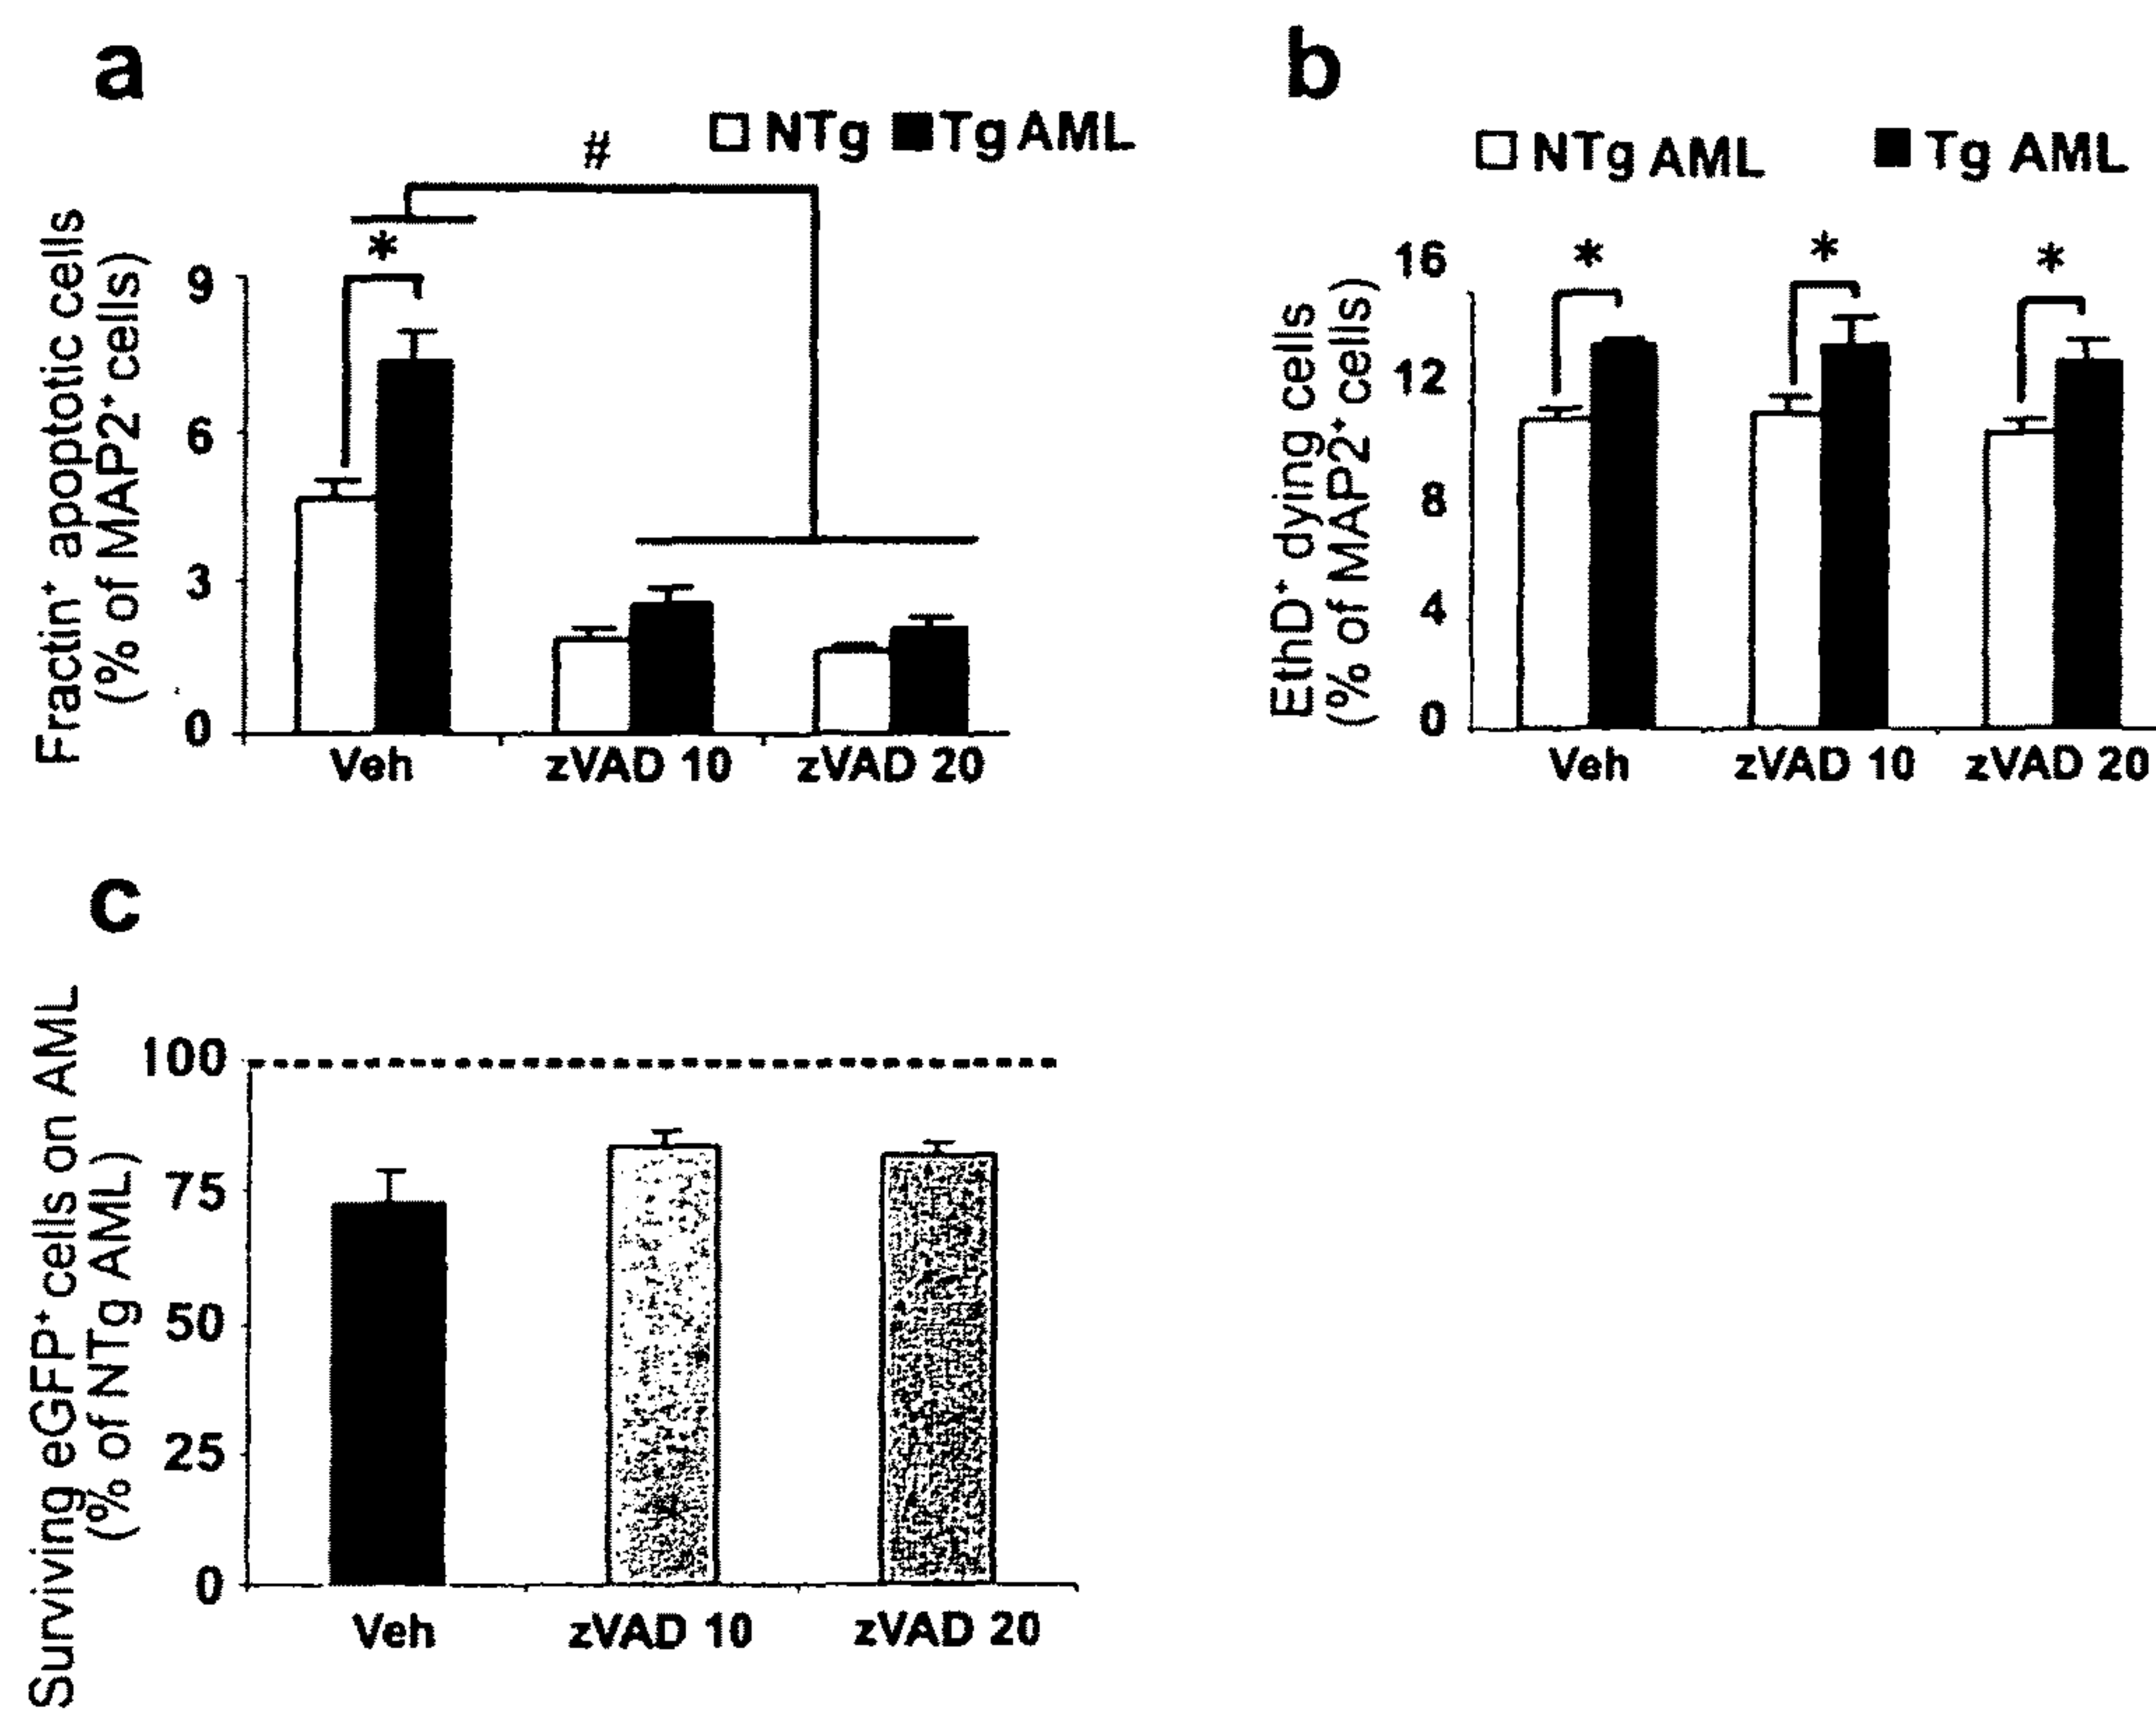 a
# NTg Tg AML
*
Fractin⁺ apoptotic cells
(% of MAP2⁺ cells)
9
6
3
0
Veh zVAD 10 zVAD 20
b
NTg AML Tg AML
* * *
EthD⁺ dying cells
(% of MAP2⁺ cells)
16
12
8
4
0
Veh zVAD 10 zVAD 20
c
Surviving eGFP⁺ cells on AML
(% of NTg AML)
100
75
50
25
0
Veh zVAD 10 zVAD 20